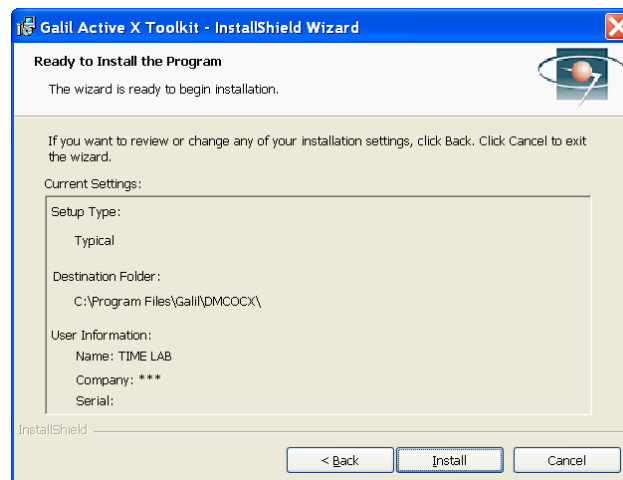 Galil Active X Toolkit - InstallShield Wizard
Ready to Install the Program
The wizard is ready to begin installation.
If you want to review or change any of your installation settings, click Back. Click Cancel to exit
the wizard.
Current Settings:
Setup Type:
Typical
Destination Folder:
C:\Program Files\Galil\DMCOCX\
User Information:
Name: TIME LAB
Company: ***
Serial:
InstallShield
< Back Install Cancel